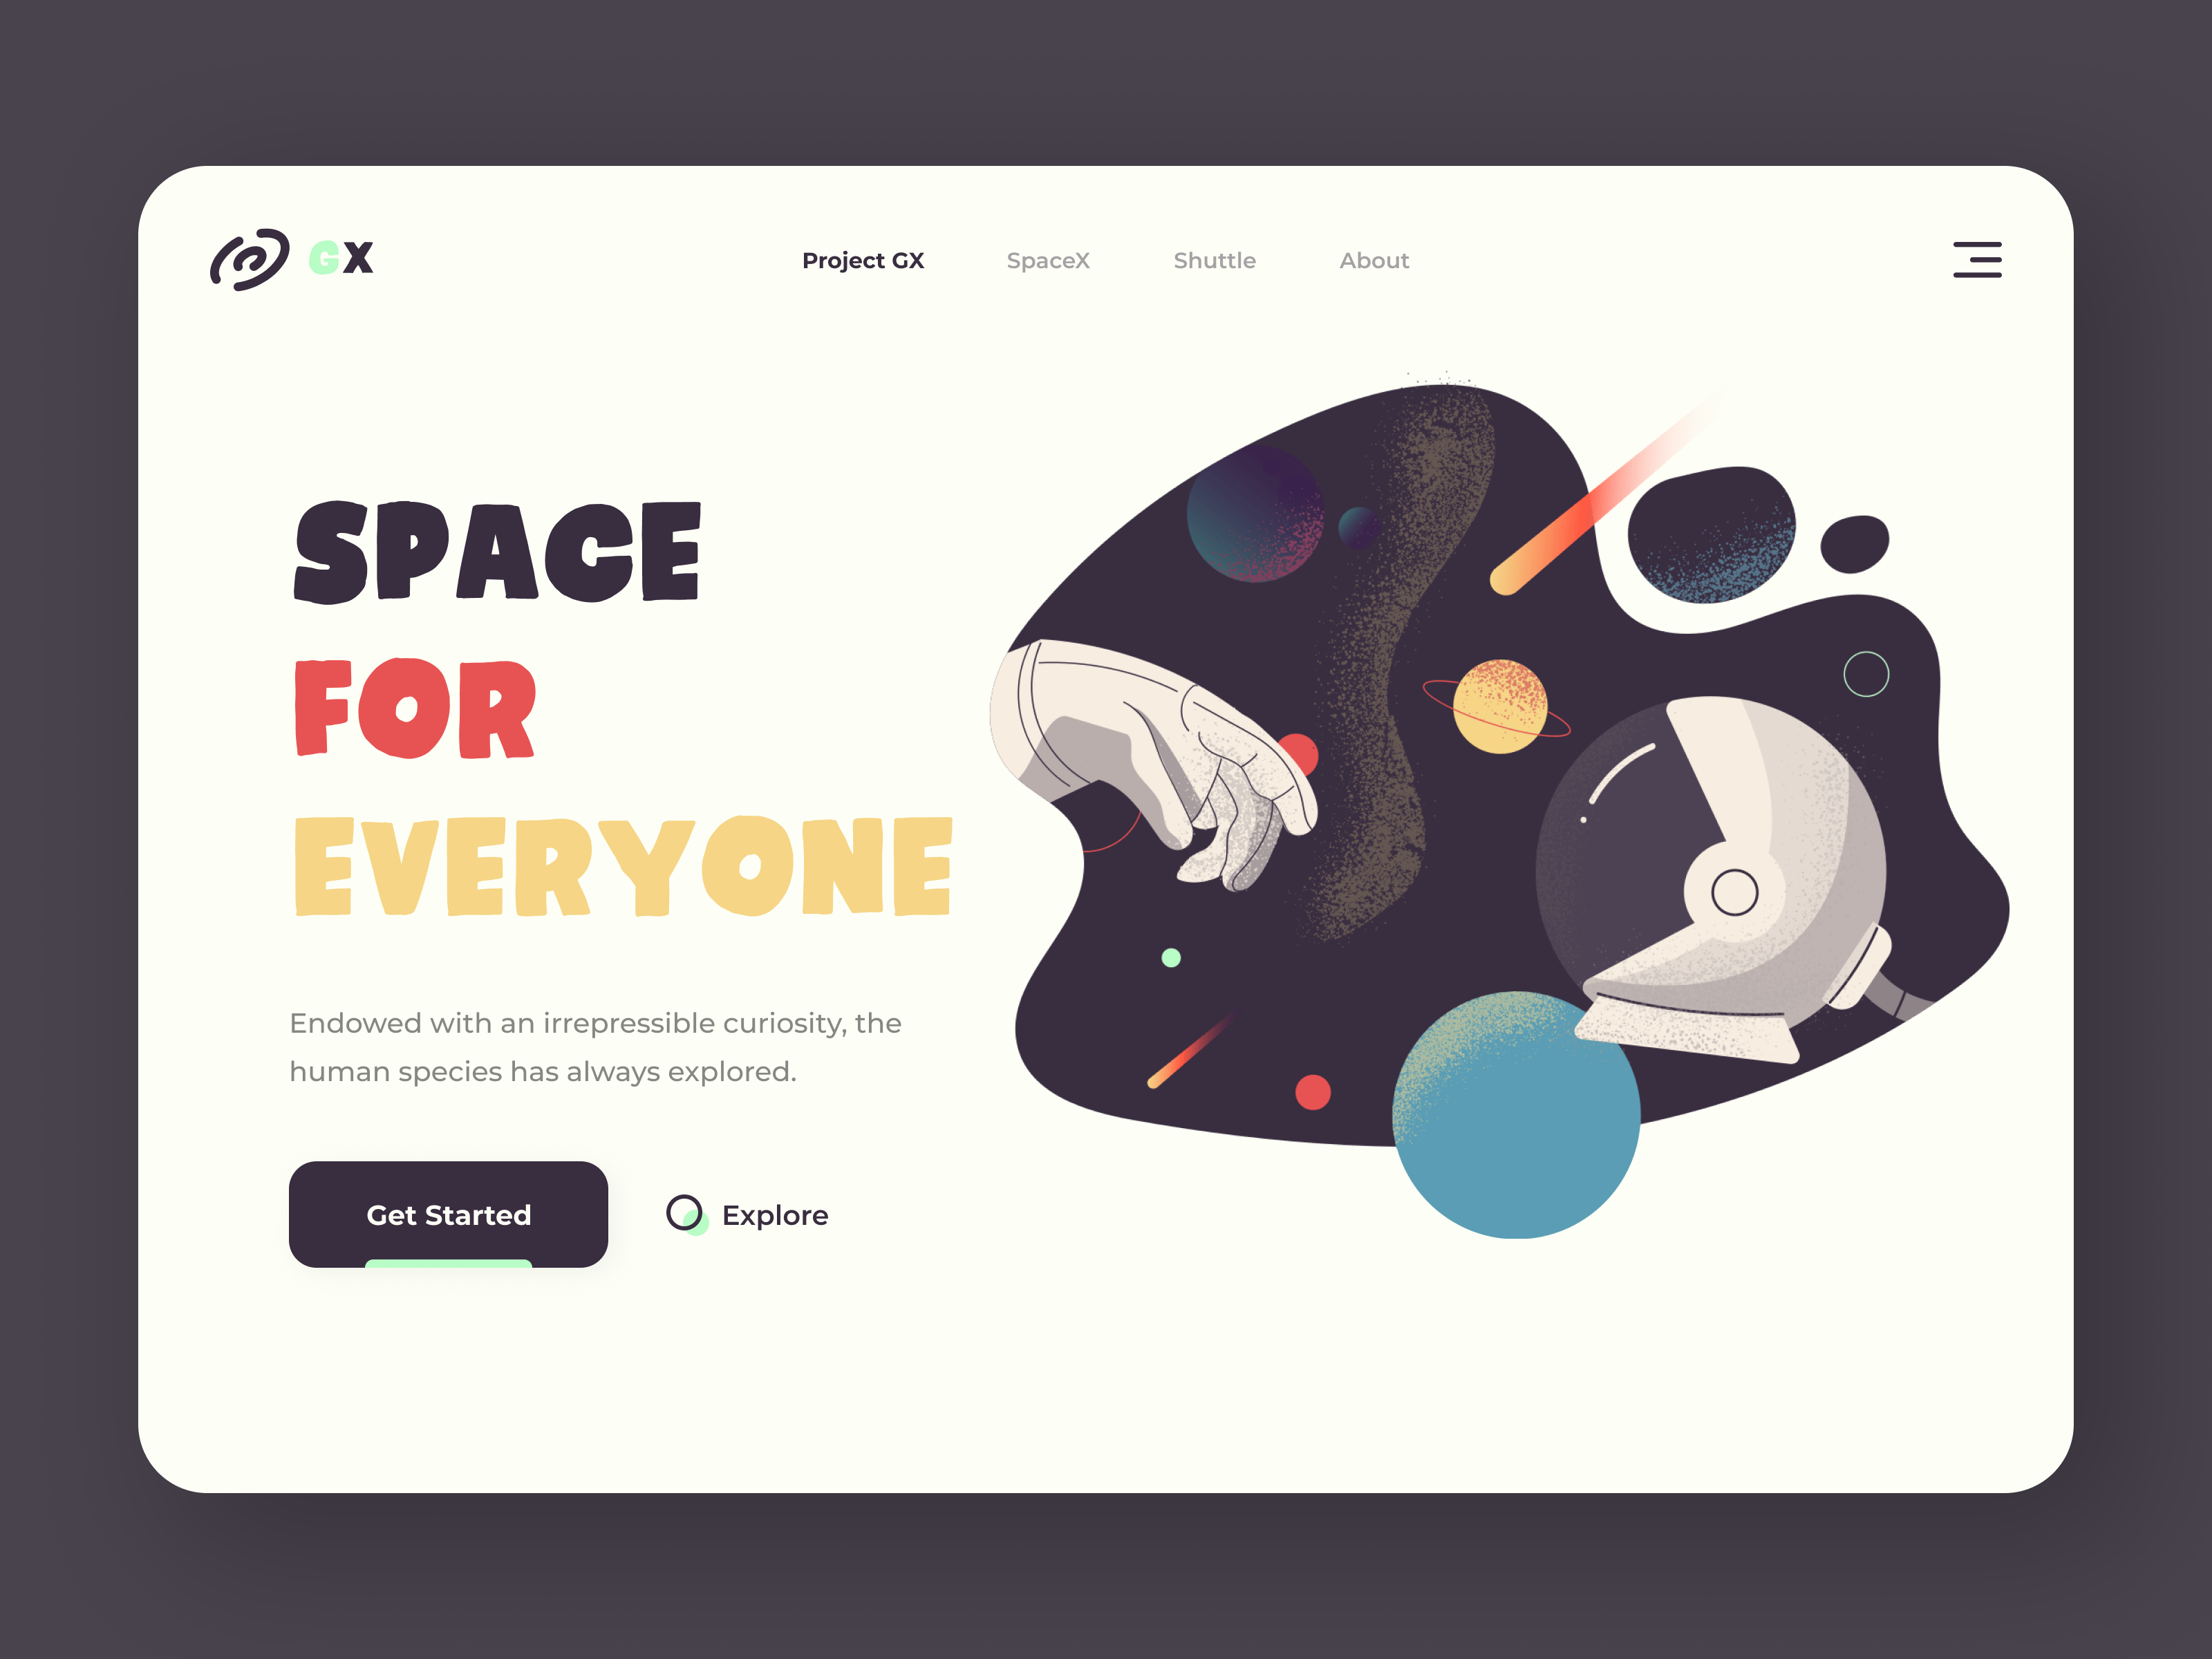 GX
Project GX
SpaceX
Shuttle
About
SPACE
FOR
EVERYONE
Endowed with an irrepressible curiosity, the
human species has always explored.
Get Started
Explore